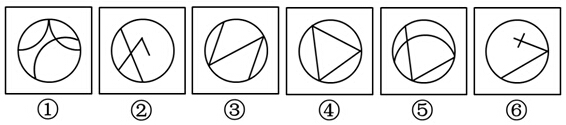 ① ② ③ ④ ⑤ ⑥